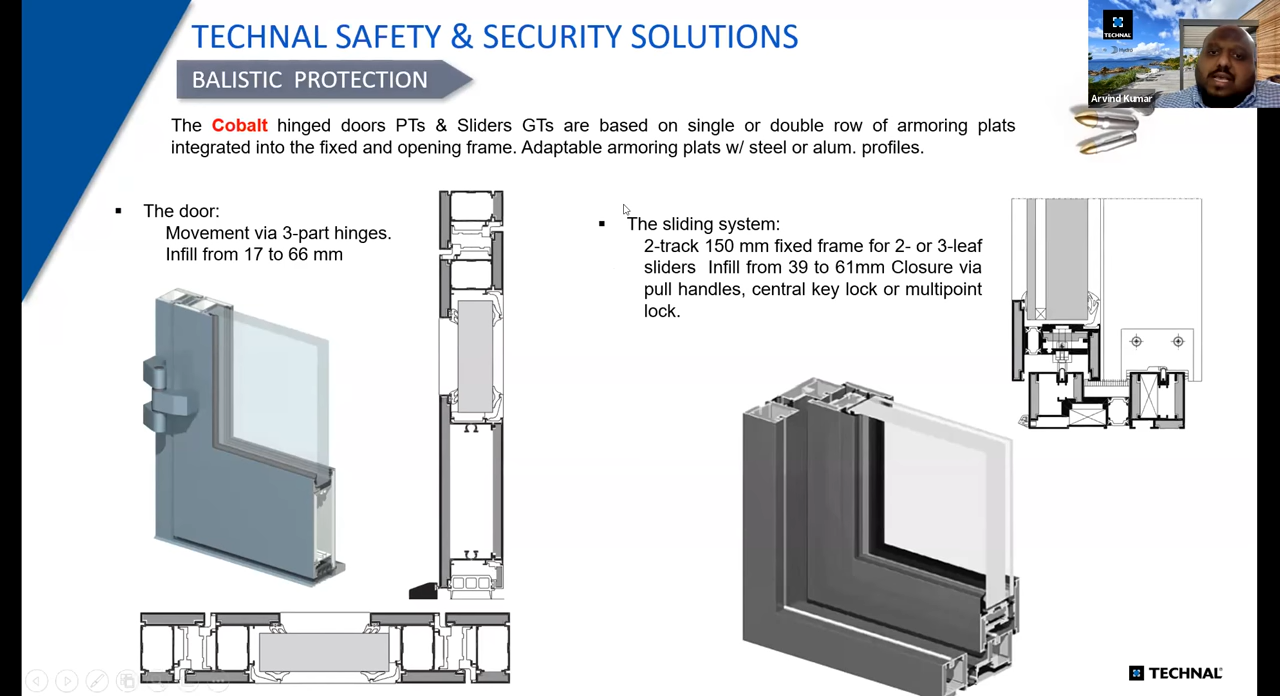 TECHNAL SAFETY & SECURITY SOLUTIONS
BALISTIC PROTECTION
The Cobalt hinged doors PTs & Sliders GTs are based on single or double row of armoring plats
integrated into the fixed and opening frame. Adaptable armoring plats w/ steel or alum. profiles.
▪ The door:
Movement via 3-part hinges.
Infill from 17 to 66 mm
▪ The sliding system:
2-track 150 mm fixed frame for 2- or 3-leaf
sliders Infill from 39 to 61mm Closure via
pull handles, central key lock or multipoint
lock.
TECHNAL
Hydro
Arvind Kumar
TECHNAL